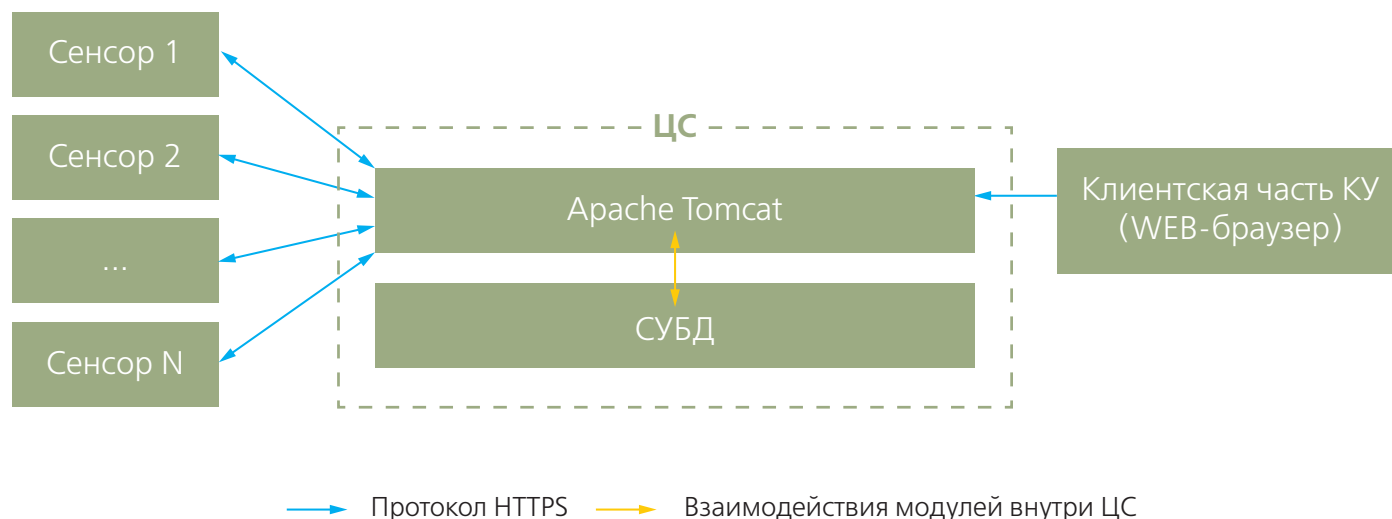 Сенсор 1
Сенсор 2
...
Сенсор N
ЦС
Apache Tomcat
СУБД
Клиентская часть КУ
(WEB-браузер)
Протокол HTTPS
Взаимодействия модулей внутри ЦС